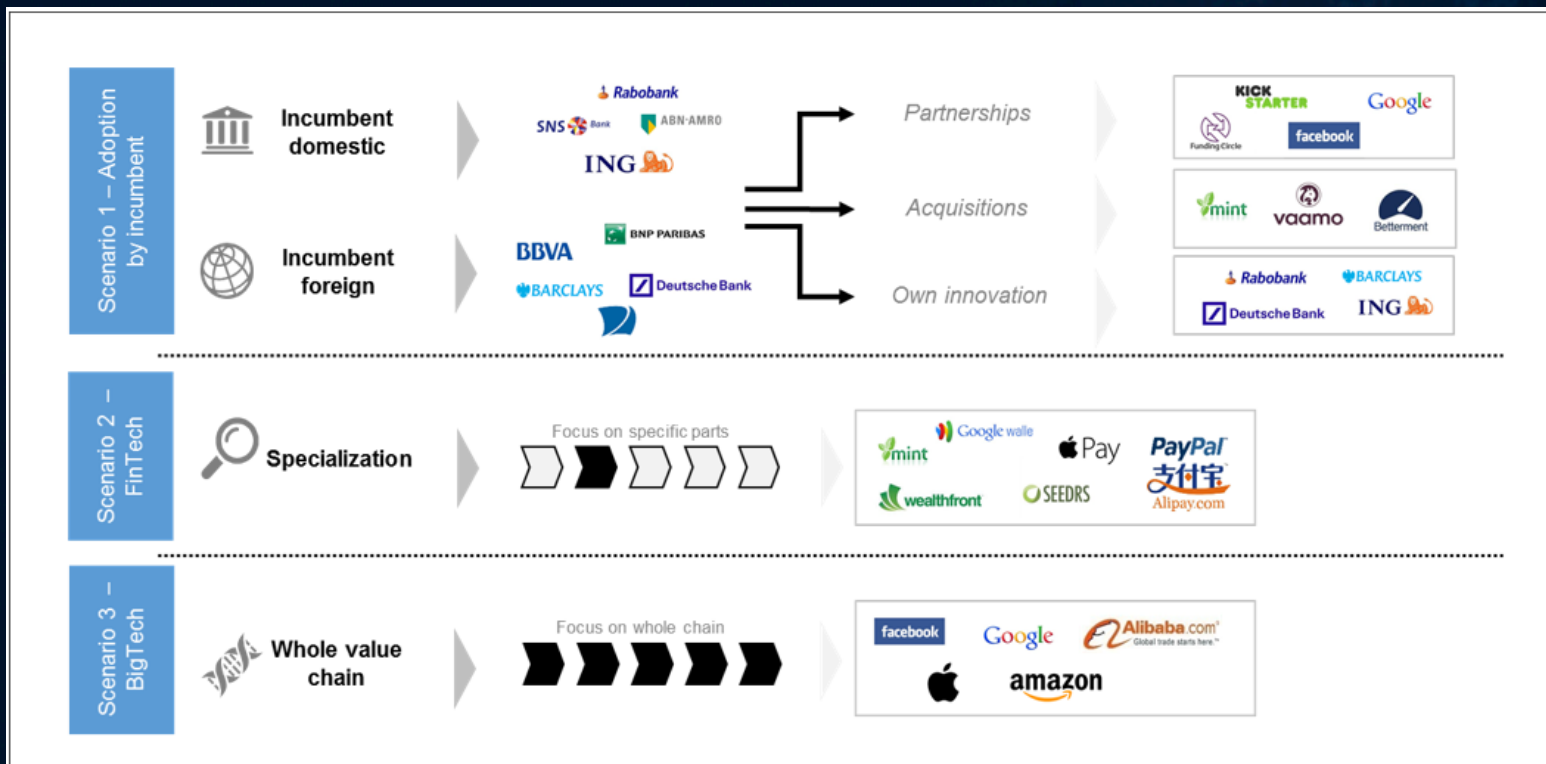 Scenario 1 – Adoption
by incumbent
Incumbent
domestic
Rabobank
SNS Bank
ABN·AMRO
ING
Partnerships
KICK
STARTER
Google
Funding Circle
facebook
Acquisitions
mint
vaamo
Betterment
Incumbent
foreign
BNP PARIBAS
BBVA
BARCLAYS
Deutsche Bank
Own innovation
Rabobank
BARCLAYS
Deutsche Bank
ING
Scenario 2 –
FinTech
Specialization
Focus on specific parts
mint
Google walle
Pay
PayPal
支付宝
Alipay.com
wealthfront
SEEDRS
Scenario 3 –
BigTech
Whole value
chain
Focus on whole chain
facebook
Google
Alibaba.com
Global trade starts here.™
amazon